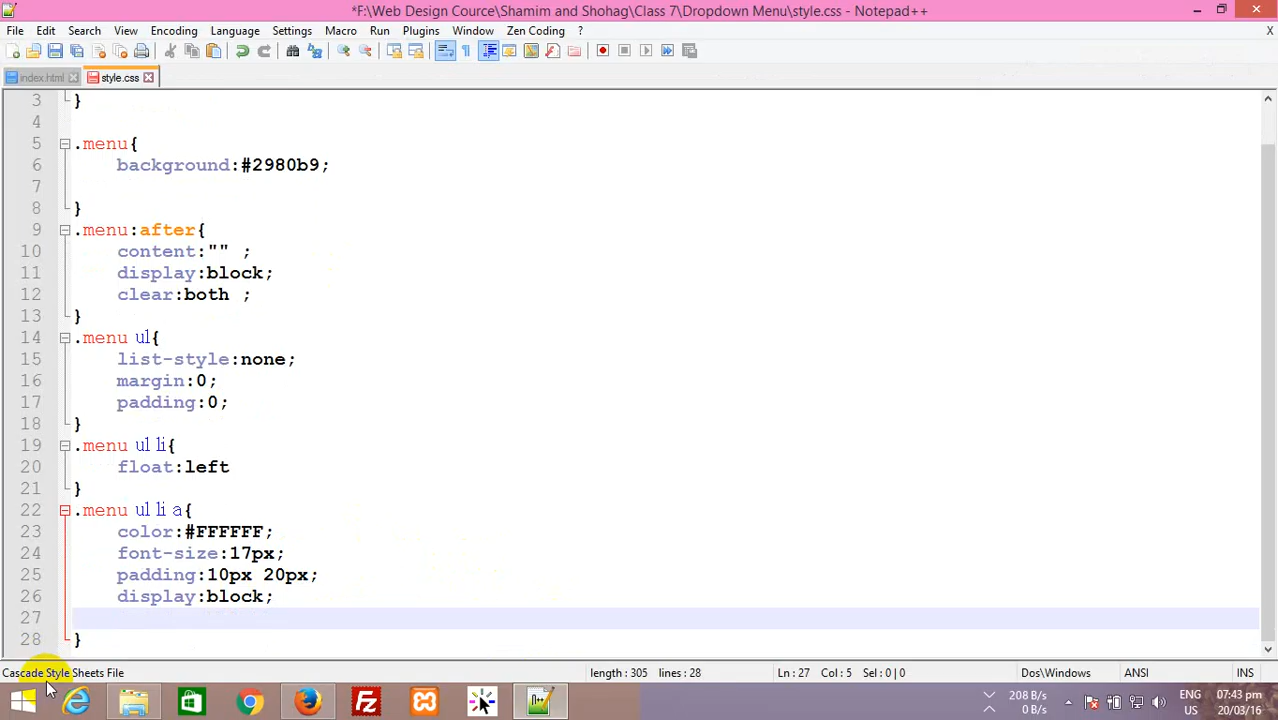 *F:\Web Design Cource\Shamim and Shohag\Class 7\Dropdown Menu\style.css - Notepad++
File Edit Search View Encoding Language Settings Macro Run Plugins Window Zen Coding ? X
index.html style.css
3 }
4
5 .menu{
6 background:#2980b9;
7
8 }
9 .menu:after{
10 content:"" ;
11 display:block;
12 clear:both ;
13 }
14 .menu ul{
15 list-style:none;
16 margin:0;
17 padding:0;
18 }
19 .menu ul li{
20 float:left
21 }
22 .menu ul li a{
23 color:#FFFFFF;
24 font-size:17px;
25 padding:10px 20px;
26 display:block;
27
28 }
Cascade Style Sheets File length : 305 lines : 28 Ln : 27 Col : 5 Sel : 0 | 0 Dos\Windows ANSI INS
208 B/s ENG 07:43 pm
0 B/s US 20/03/16